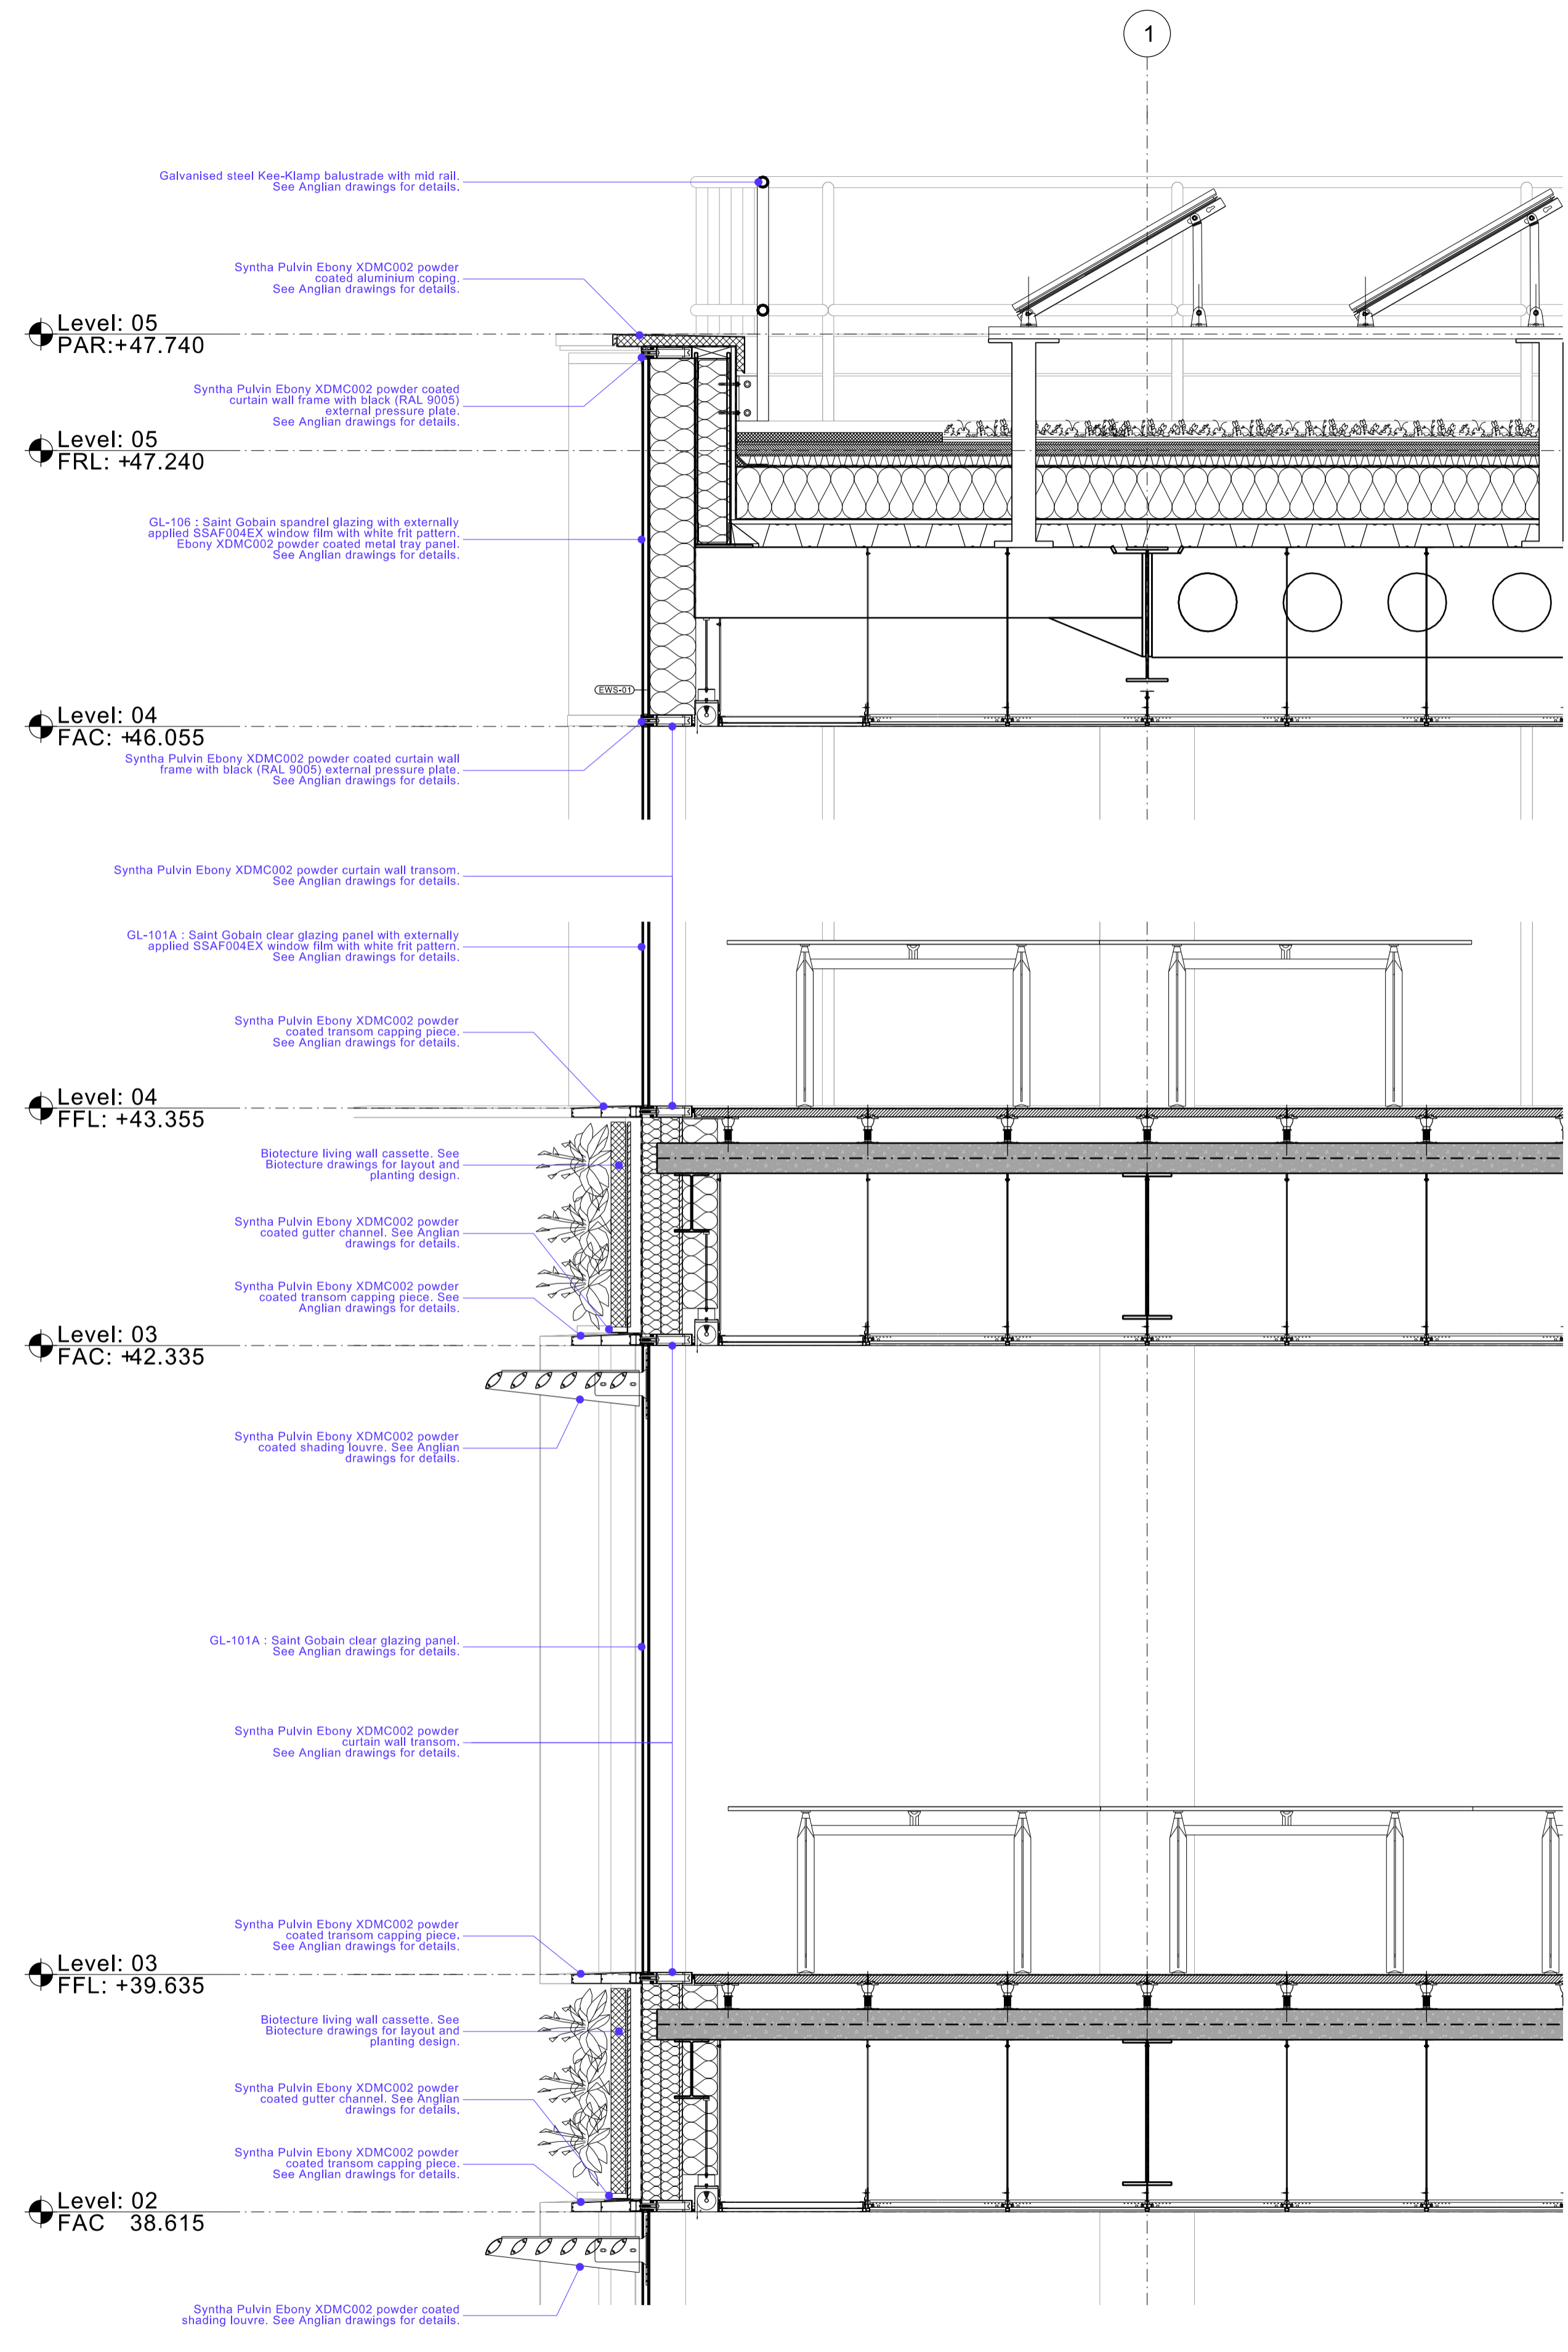 1
Galvanised steel Kee-Klamp balustrade with mid rail.
See Anglian drawings for details.
Syntha Pulvin Ebony XDMC002 powder
coated aluminium coping.
See Anglian drawings for details.
Level: 05
PAR:+47.740
Syntha Pulvin Ebony XDMC002 powder coated
curtain wall frame with black (RAL 9005)
external pressure plate.
See Anglian drawings for details.
Level: 05
FRL: +47.240
GL-106 : Saint Gobain spandrel glazing with externally
applied SSAF004EX window film with white frit pattern.
Ebony XDMC002 powder coated metal tray panel.
See Anglian drawings for details.
EWS-01
Level: 04
FAC: +46.055
Syntha Pulvin Ebony XDMC002 powder coated curtain wall
frame with black (RAL 9005) external pressure plate.
See Anglian drawings for details.
Syntha Pulvin Ebony XDMC002 powder curtain wall transom.
See Anglian drawings for details.
GL-101A : Saint Gobain clear glazing panel with externally
applied SSAF004EX window film with white frit pattern.
See Anglian drawings for details.
Syntha Pulvin Ebony XDMC002 powder
coated transom capping piece.
See Anglian drawings for details.
Level: 04
FFL: +43.355
Biotecture living wall cassette. See
Biotecture drawings for layout and
planting design.
Syntha Pulvin Ebony XDMC002 powder
coated gutter channel. See Anglian
drawings for details.
Syntha Pulvin Ebony XDMC002 powder
coated transom capping piece. See
Anglian drawings for details.
Level: 03
FAC: +42.335
Syntha Pulvin Ebony XDMC002 powder
coated shading louvre. See Anglian
drawings for details.
GL-101A : Saint Gobain clear glazing panel.
See Anglian drawings for details.
Syntha Pulvin Ebony XDMC002 powder
curtain wall transom.
See Anglian drawings for details.
Syntha Pulvin Ebony XDMC002 powder
coated transom capping piece.
See Anglian drawings for details.
Level: 03
FFL: +39.635
Biotecture living wall cassette. See
Biotecture drawings for layout and
planting design.
Syntha Pulvin Ebony XDMC002 powder
coated gutter channel. See Anglian
drawings for details.
Syntha Pulvin Ebony XDMC002 powder
coated transom capping piece.
See Anglian drawings for details.
Level: 02
FAC 38.615
Syntha Pulvin Ebony XDMC002 powder coated
shading louvre. See Anglian drawings for details.